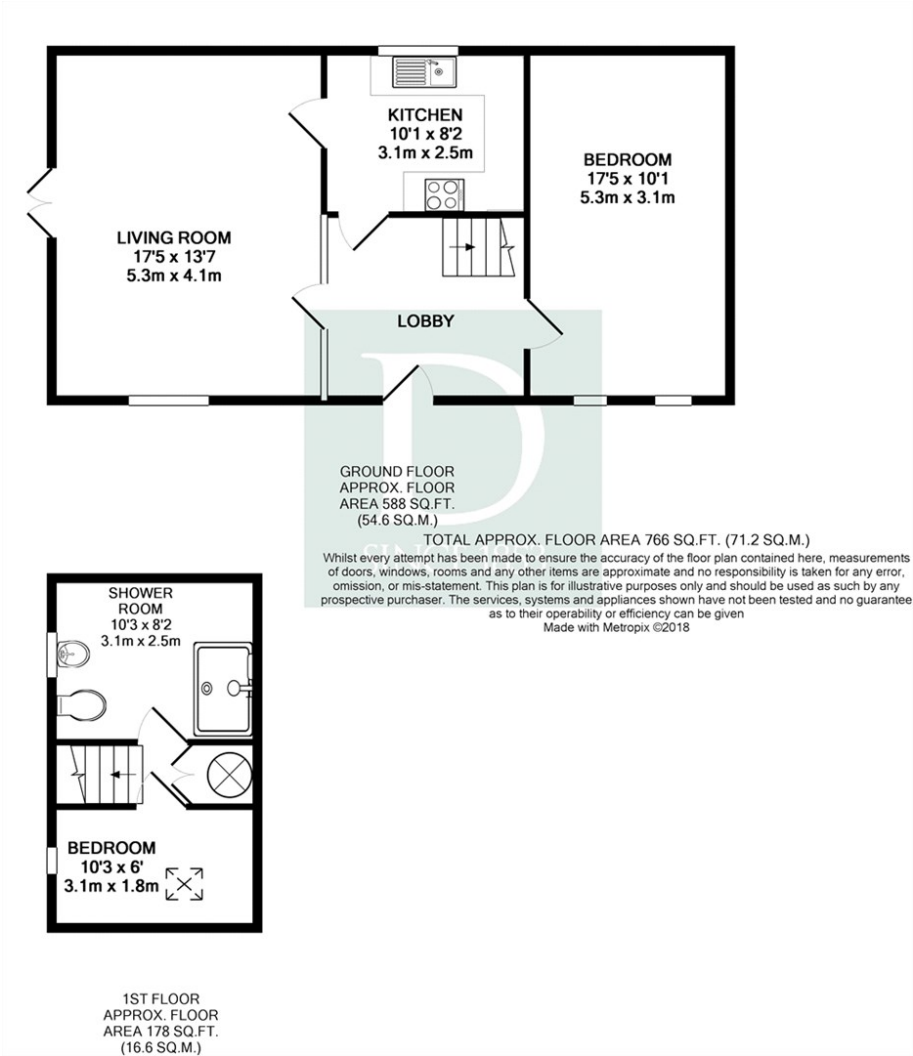 KITCHEN
10'1 x 8'2
3.1m x 2.5m
BEDROOM
17'5 x 10'1
5.3m x 3.1m
LIVING ROOM
17'5 x 13'7
5.3m x 4.1m
LOBBY
D
GROUND FLOOR
APPROX. FLOOR
AREA 588 SQ.FT.
(54.6 SQ.M.)
TOTAL APPROX. FLOOR AREA 766 SQ.FT. (71.2 SQ.M.)
Whilst every attempt has been made to ensure the accuracy of the floor plan contained here, measurements
of doors, windows, rooms and any other items are approximate and no responsibility is taken for any error,
omission, or mis-statement. This plan is for illustrative purposes only and should be used as such by any
prospective purchaser. The services, systems and appliances shown have not been tested and no guarantee
as to their operability or efficiency can be given
Made with Metropix ©2018
SHOWER
ROOM
10'3 x 8'2
3.1m x 2.5m
BEDROOM
10'3 x 6'
3.1m x 1.8m
1ST FLOOR
APPROX. FLOOR
AREA 178 SQ.FT.
(16.6 SQ.M.)